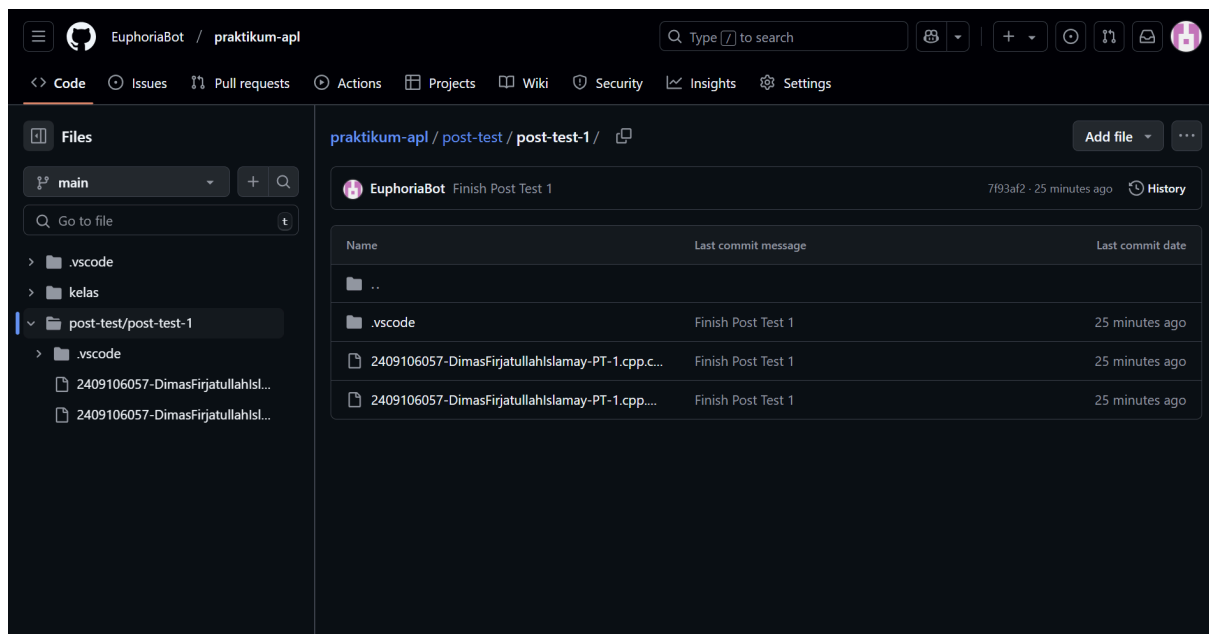 EuphoriaBot / praktikum-apl
Type / to search
Code Issues Pull requests Actions Projects Wiki Security Insights Settings
Files
main
Go to file t
.vscode
kelas
post-test/post-test-1
.vscode
2409106057-DimasFirjatullahIsl...
2409106057-DimasFirjatullahIsl...
praktikum-apl / post-test / post-test-1 /
Add file
EuphoriaBot Finish Post Test 1 7f93af2 · 25 minutes ago History
Name Last commit message Last commit date
..
.vscode Finish Post Test 1 25 minutes ago
2409106057-DimasFirjatullahIslamay-PT-1.cpp.c... Finish Post Test 1 25 minutes ago
2409106057-DimasFirjatullahIslamay-PT-1.cpp.... Finish Post Test 1 25 minutes ago